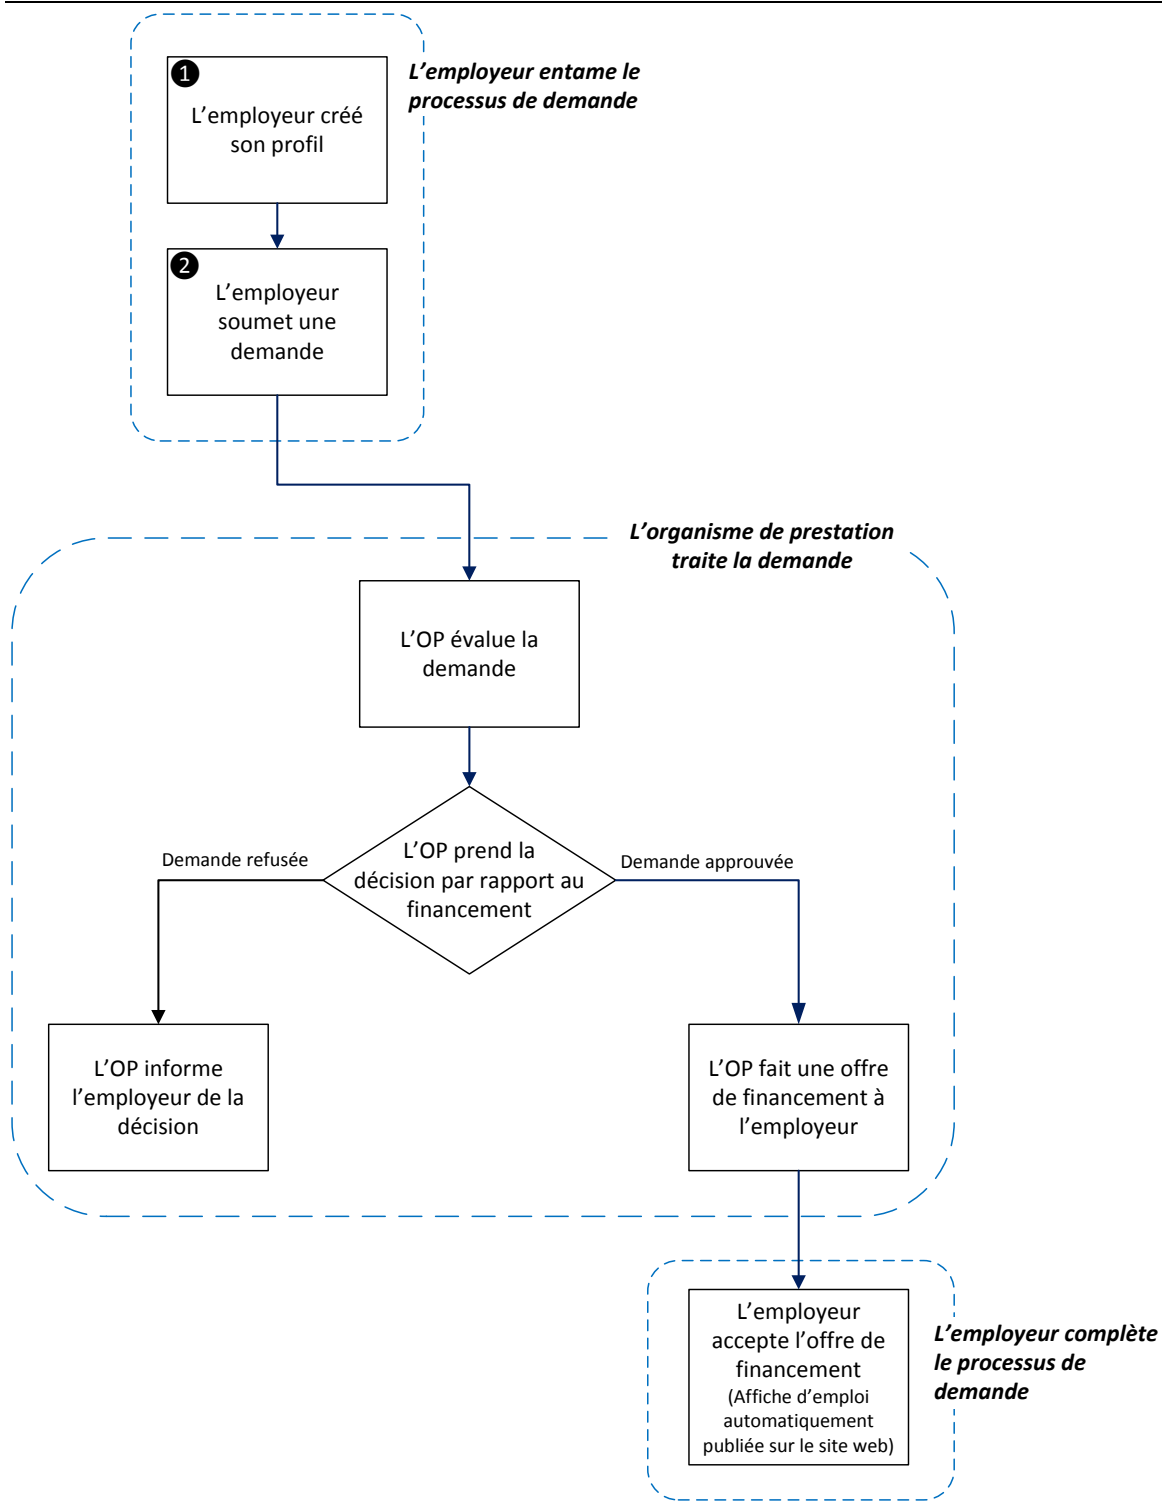 ❶
L'employeur créé
son profil
L'employeur entame le
processus de demande
❷
L'employeur
soumet une
demande
L'organisme de prestation
traite la demande
L'OP évalue la
demande
Demande refusée
L'OP prend la
décision par rapport au
financement
Demande approuvée
L'OP informe
l'employeur de la
décision
L'OP fait une offre
de financement à
l'employeur
L'employeur
accepte l'offre de
financement
(Affiche d'emploi
automatiquement
publiée sur le site web)
L'employeur complète
le processus de
demande